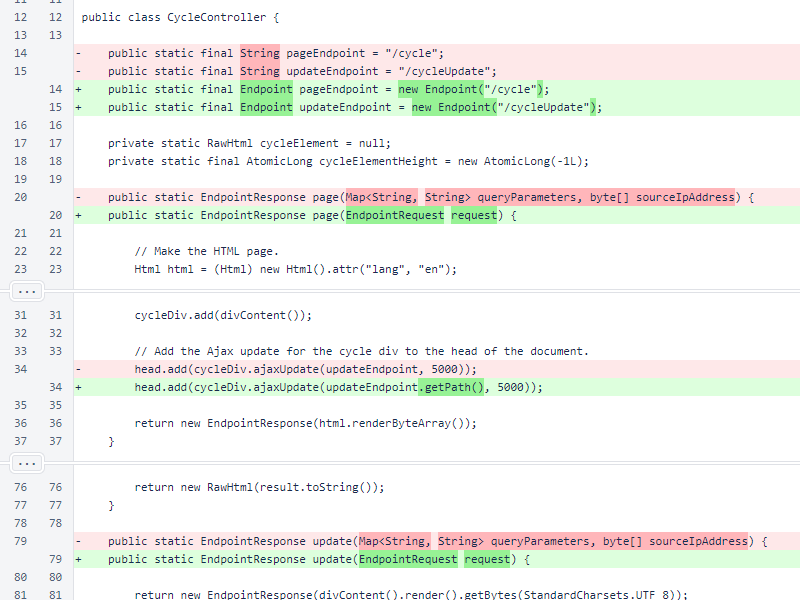 12 12 public class CycleController {
13 13
14 - public static final String pageEndpoint = "/cycle";
15 - public static final String updateEndpoint = "/cycleUpdate";
14 + public static final Endpoint pageEndpoint = new Endpoint("/cycle");
15 + public static final Endpoint updateEndpoint = new Endpoint("/cycleUpdate");
16 16
17 17 private static RawHtml cycleElement = null;
18 18 private static final AtomicLong cycleElementHeight = new AtomicLong(-1L);
19 19
20 - public static EndpointResponse page(Map<String, String> queryParameters, byte[] sourceIpAddress) {
20 + public static EndpointResponse page(EndpointRequest request) {
21 21
22 22 // Make the HTML page.
23 23 Html html = (Html) new Html().attr("lang", "en");
...
31 31 cycleDiv.add(divContent());
32 32
33 33 // Add the Ajax update for the cycle div to the head of the document.
34 - head.add(cycleDiv.ajaxUpdate(updateEndpoint, 5000));
34 + head.add(cycleDiv.ajaxUpdate(updateEndpoint.getPath(), 5000));
35 35
36 36 return new EndpointResponse(html.renderByteArray());
37 37 }
...
76 76 return new RawHtml(result.toString());
77 77 }
78 78
79 - public static EndpointResponse update(Map<String, String> queryParameters, byte[] sourceIpAddress) {
79 + public static EndpointResponse update(EndpointRequest request) {
80 80
81 81 return new EndpointResponse(divContent().render().getBytes(StandardCharsets.UTF_8));